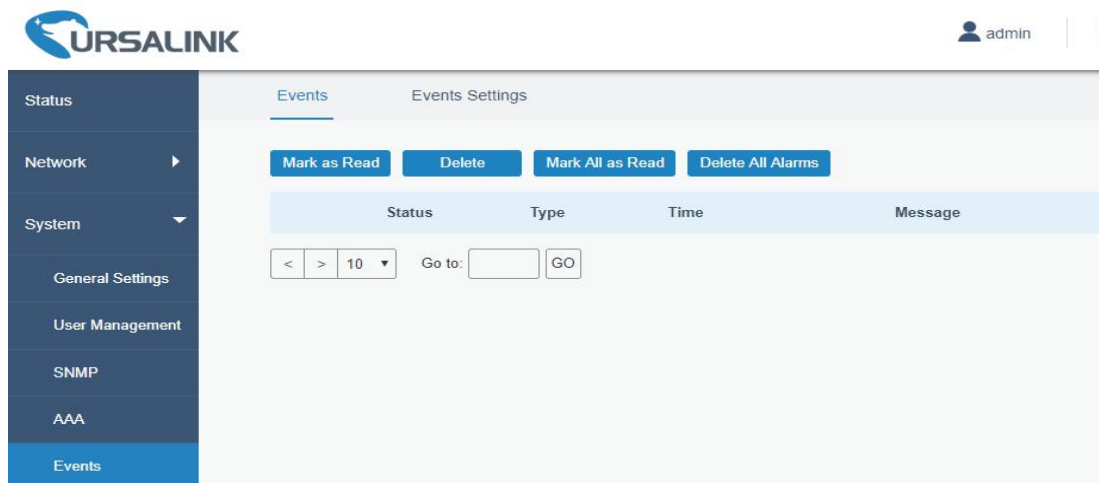 URSALINK
admin
Status
Events Events Settings
Network
Mark as Read Delete Mark All as Read Delete All Alarms
System
Status Type Time Message
< > 10 Go to: GO
General Settings
User Management
SNMP
AAA
Events